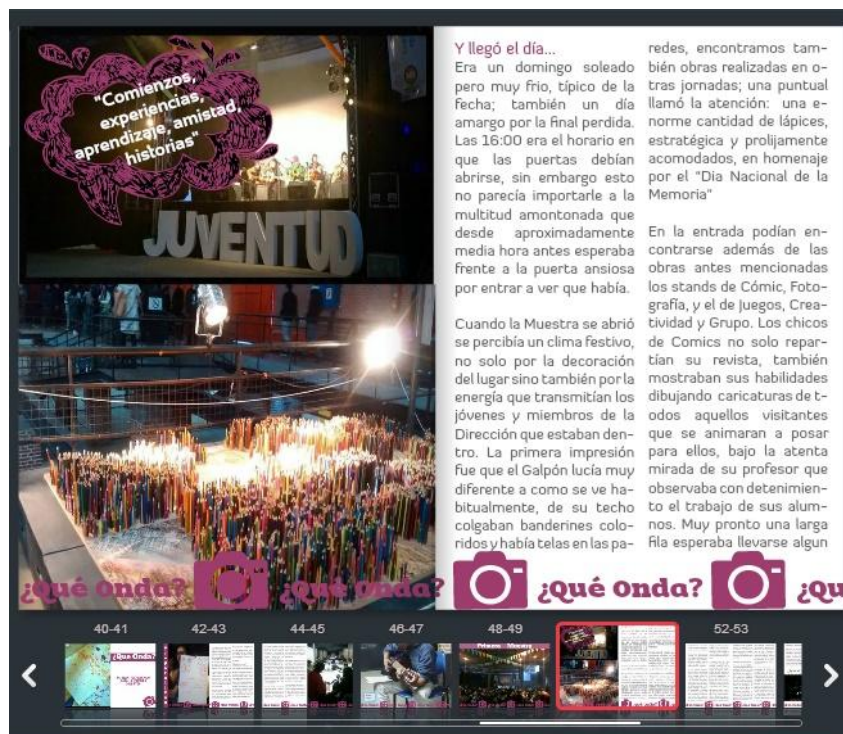 "Comienzos,
experiencias,
aprendizaje, amistad,
historias"
JUVENTUD
Y llegó el día...
Era un domingo soleado
pero muy frio, típico de la
fecha; también un día
amargo por la final perdida.
Las 16:00 era el horario en
que las puertas debían
abrirse, sin embargo esto
no parecía importarle a la
multitud amontonada que
desde aproximadamente
media hora antes esperaba
frente a la puerta ansiosa
por entrar a ver que había.
Cuando la Muestra se abrió
se percibía un clima festivo,
no solo por la decoración
del lugar sino también por la
energía que transmitían los
jóvenes y miembros de la
Dirección que estaban den-
tro. La primera impresión
fue que el Galpón lucía muy
diferente a como se ve ha-
bitualmente, de su techo
colgaban banderines colo-
ridos y había telas en las pa-
redes, encontramos tam-
bién obras realizadas en o-
tras jornadas; una puntual
llamó la atención: una e-
norme cantidad de lápices,
estratégica y prolijamente
acomodados, en homenaje
por el "Dia Nacional de la
Memoria"
En la entrada podían en-
contrarse además de las
obras antes mencionadas
los stands de Cómic, Foto-
grafía, y el de Juegos, Crea-
tividad y Grupo. Los chicos
de Comics no solo repar-
tían su revista, también
mostraban sus habilidades
dibujando caricaturas de t-
odos aquellos visitantes
que se animaran a posar
para ellos, bajo la atenta
mirada de su profesor que
observaba con detenimien-
to el trabajo de sus alum-
nos. Muy pronto una larga
fila esperaba llevarse algun
¿Qué Onda? ¿Qué Onda? ¿Qué Onda? ¿Qu
40-41 42-43 44-45 46-47 48-49 52-53
¿Que Onda?
Primera Muestra